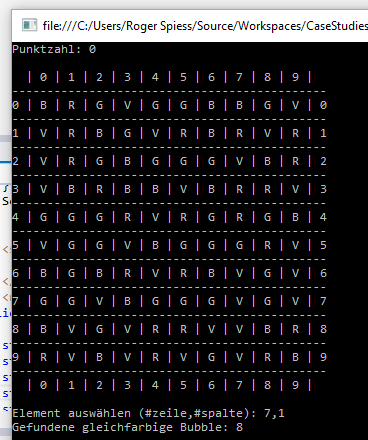 file:///C:/Users/Roger Spiess/Source/Workspaces/CaseStudies
Punktzahl: 0
| 0 | 1 | 2 | 3 | 4 | 5 | 6 | 7 | 8 | 9 |
0 | B | R | G | V | G | G | B | B | G | V | 0
1 | V | R | B | G | V | R | B | R | V | R | 1
2 | V | R | G | B | G | G | G | V | B | R | 2
3 | V | B | R | B | B | V | B | R | R | V | 3
4 | G | G | G | R | G | R | G | R | G | B | 4
5 | V | G | G | V | B | G | G | G | R | V | 5
6 | B | G | B | R | V | R | B | V | G | V | 6
7 | G | G | V | B | G | B | G | V | G | V | 7
8 | B | V | G | V | R | R | V | V | B | R | 8
9 | R | V | B | V | R | G | V | R | B | B | 9
| 0 | 1 | 2 | 3 | 4 | 5 | 6 | 7 | 8 | 9 |
Element auswählen (#zeile,#spalte): 7,1
Gefundene gleichfarbige Bubble: 8